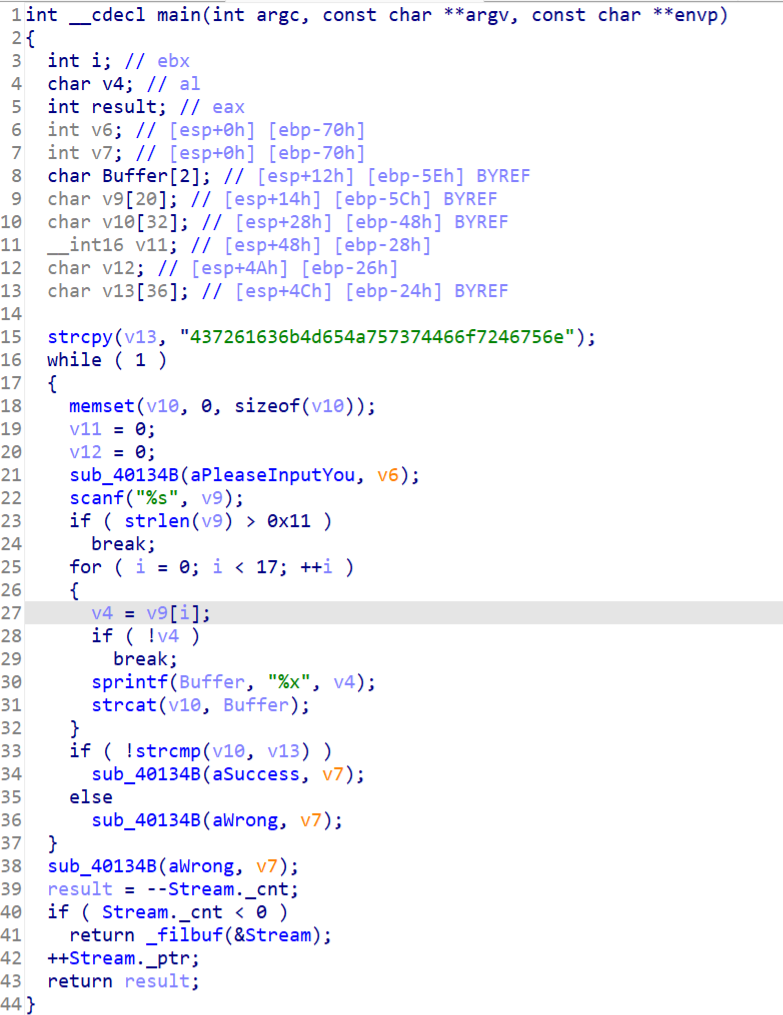 1 int __cdecl main(int argc, const char **argv, const char **envp)
2 {
3   int i; // ebx
4   char v4; // al
5   int result; // eax
6   int v6; // [esp+0h] [ebp-70h]
7   int v7; // [esp+0h] [ebp-70h]
8   char Buffer[2]; // [esp+12h] [ebp-5Eh] BYREF
9   char v9[20]; // [esp+14h] [ebp-5Ch] BYREF
10   char v10[32]; // [esp+28h] [ebp-48h] BYREF
11   __int16 v11; // [esp+48h] [ebp-28h]
12   char v12; // [esp+4Ah] [ebp-26h]
13   char v13[36]; // [esp+4Ch] [ebp-24h] BYREF
14
15   strcpy(v13, "437261636b4d654a757374466f7246756e");
16   while ( 1 )
17   {
18     memset(v10, 0, sizeof(v10));
19     v11 = 0;
20     v12 = 0;
21     sub_40134B(aPleaseInputYou, v6);
22     scanf("%s", v9);
23     if ( strlen(v9) > 0x11 )
24       break;
25     for ( i = 0; i < 17; ++i )
26     {
27       v4 = v9[i];
28       if ( !v4 )
29         break;
30       sprintf(Buffer, "%x", v4);
31       strcat(v10, Buffer);
32     }
33     if ( !strcmp(v10, v13) )
34       sub_40134B(aSuccess, v7);
35     else
36       sub_40134B(aWrong, v7);
37   }
38   sub_40134B(aWrong, v7);
39   result = --Stream._cnt;
40   if ( Stream._cnt < 0 )
41     return _filbuf(&Stream);
42   ++Stream._ptr;
43   return result;
44 }